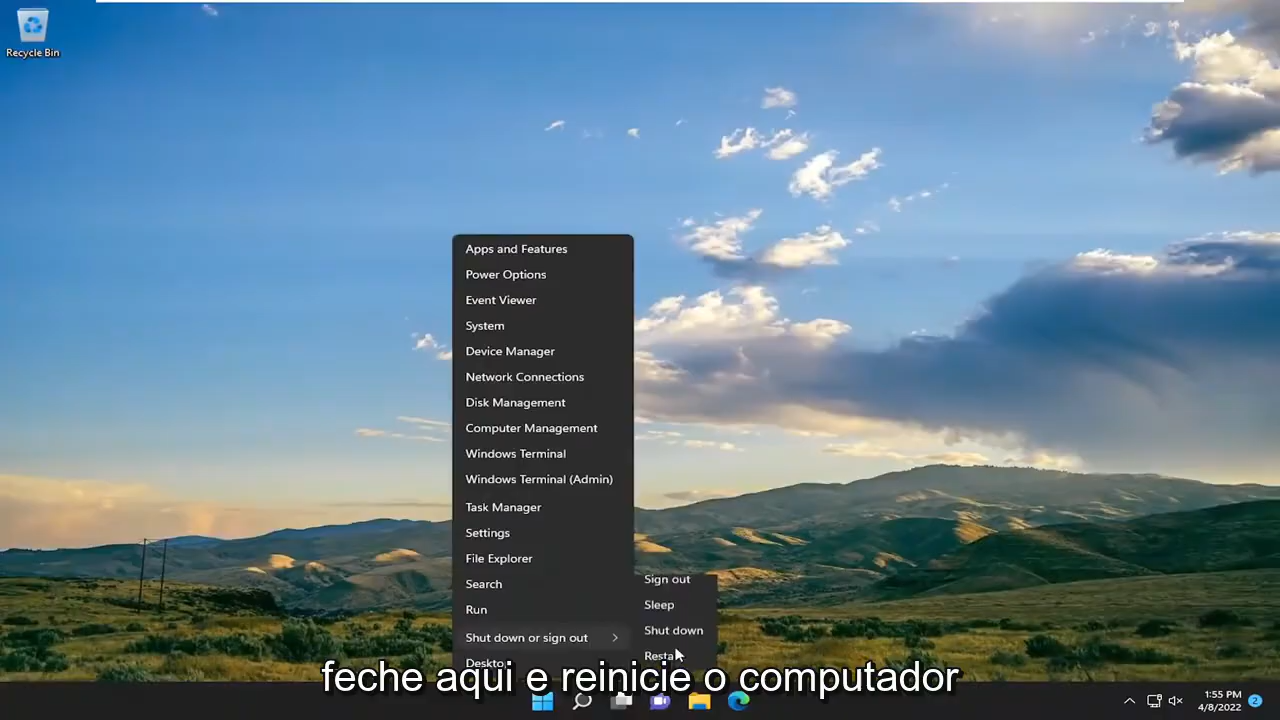 Recycle Bin
Apps and Features
Power Options
Event Viewer
System
Device Manager
Network Connections
Disk Management
Computer Management
Windows Terminal
Windows Terminal (Admin)
Task Manager
Settings
File Explorer
Search
Run
Shut down or sign out
Sign out
Sleep
Shut down
feche aqui e reinicie o computador
1:55 PM
4/8/2022
2